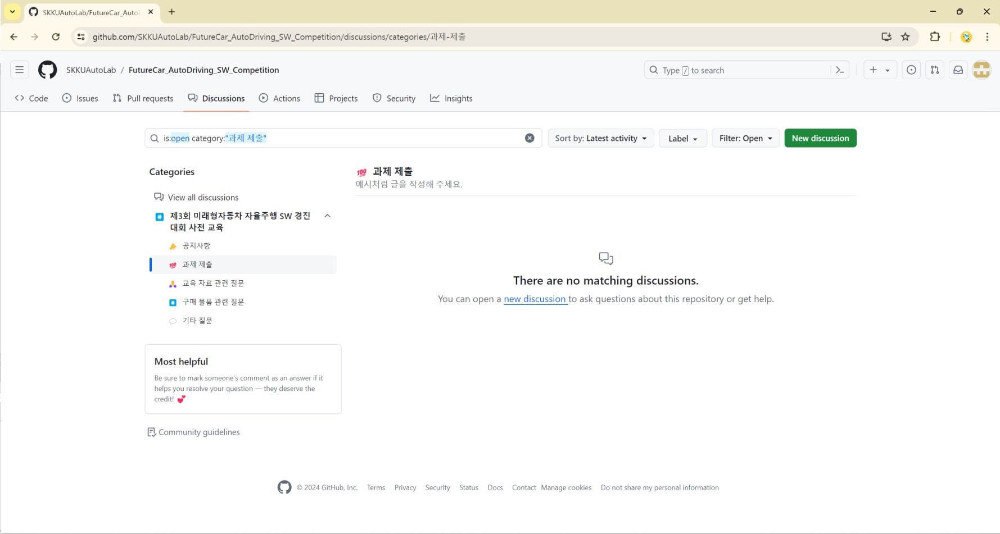 SKKUAutoLab/FutureCar_Auto
github.com/SKKUAutoLab/FutureCar_AutoDriving_SW_Competition/discussions/categories/과제-제출
SKKUAutoLab / FutureCar_AutoDriving_SW_Competition
Type / to search
Code Issues Pull requests Discussions Actions Projects Security Insights
is:open category:"과제 제출"
Sort by: Latest activity Label Filter: Open New discussion
Categories
View all discussions
제3회 미래형자동차 자율주행 SW 경진
대회 사전 교육
공지사항
과제 제출
교육 자료 관련 질문
구매 물품 관련 질문
기타 질문
100 과제 제출
예시처럼 글을 작성해 주세요.
There are no matching discussions.
You can open a new discussion to ask questions about this repository or get help.
Most helpful
Be sure to mark someone's comment as an answer if it
helps you resolve your question — they deserve the
credit! 💕
Community guidelines
© 2024 GitHub, Inc. Terms Privacy Security Status Docs Contact Manage cookies Do not share my personal information